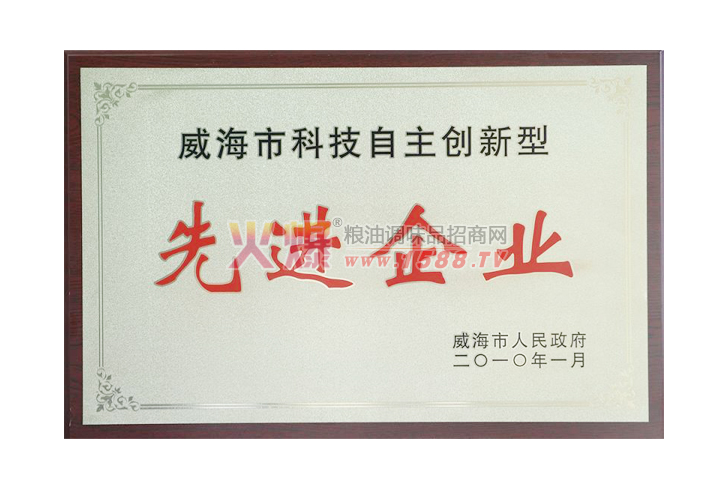 威海市科技自主创新型
先进企业
火爆®粮油调味品招商网
www.1588.TV
威海市人民政府
二〇一〇年一月